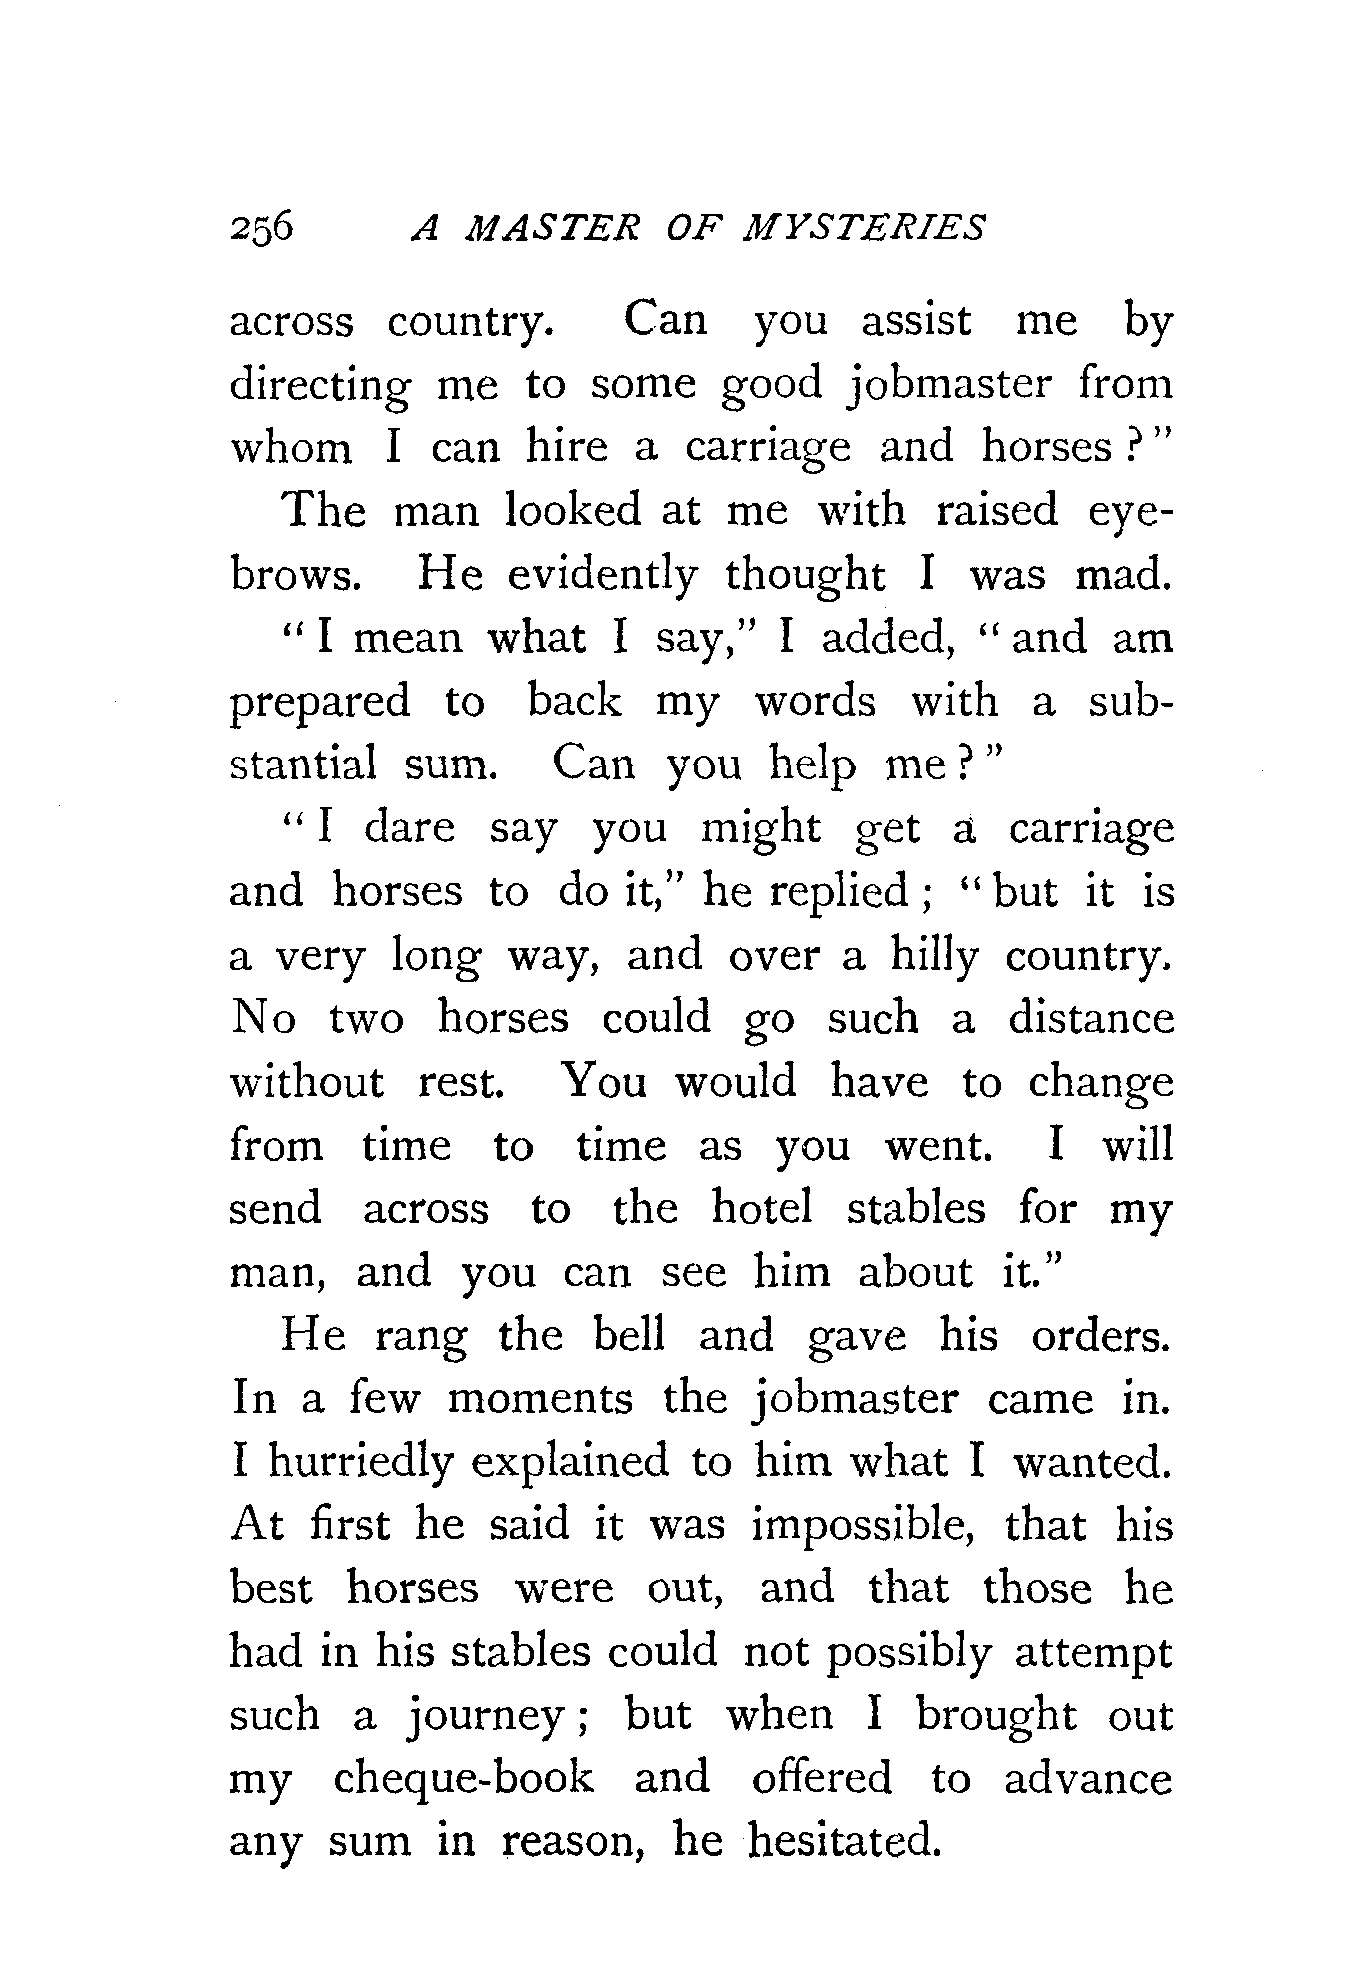 256 A MASTER OF MYSTERIES
across country. Can you assist me by
directing me to some good jobmaster from
whom I can hire a carriage and horses ?"
The man looked at me with raised eye-
brows. He evidently thought I was mad.
" I mean what I say," I added, " and am
prepared to back my words with a sub-
stantial sum. Can you help me ? "
" I dare say you might get a carriage
and horses to do it," he replied ; " but it is
a very long way, and over a hilly country.
No two horses could go such a distance
without rest. You would have to change
from time to time as you went. I will
send across to the hotel stables for my
man, and you can see him about it."
He rang the bell and gave his orders.
In a few moments the jobmaster came in.
I hurriedly explained to him what I wanted.
At first he said it was impossible, that his
best horses were out, and that those he
had in his stables could not possibly attempt
such a journey ; but when I brought out
my cheque-book and offered to advance
any sum in reason, he hesitated.